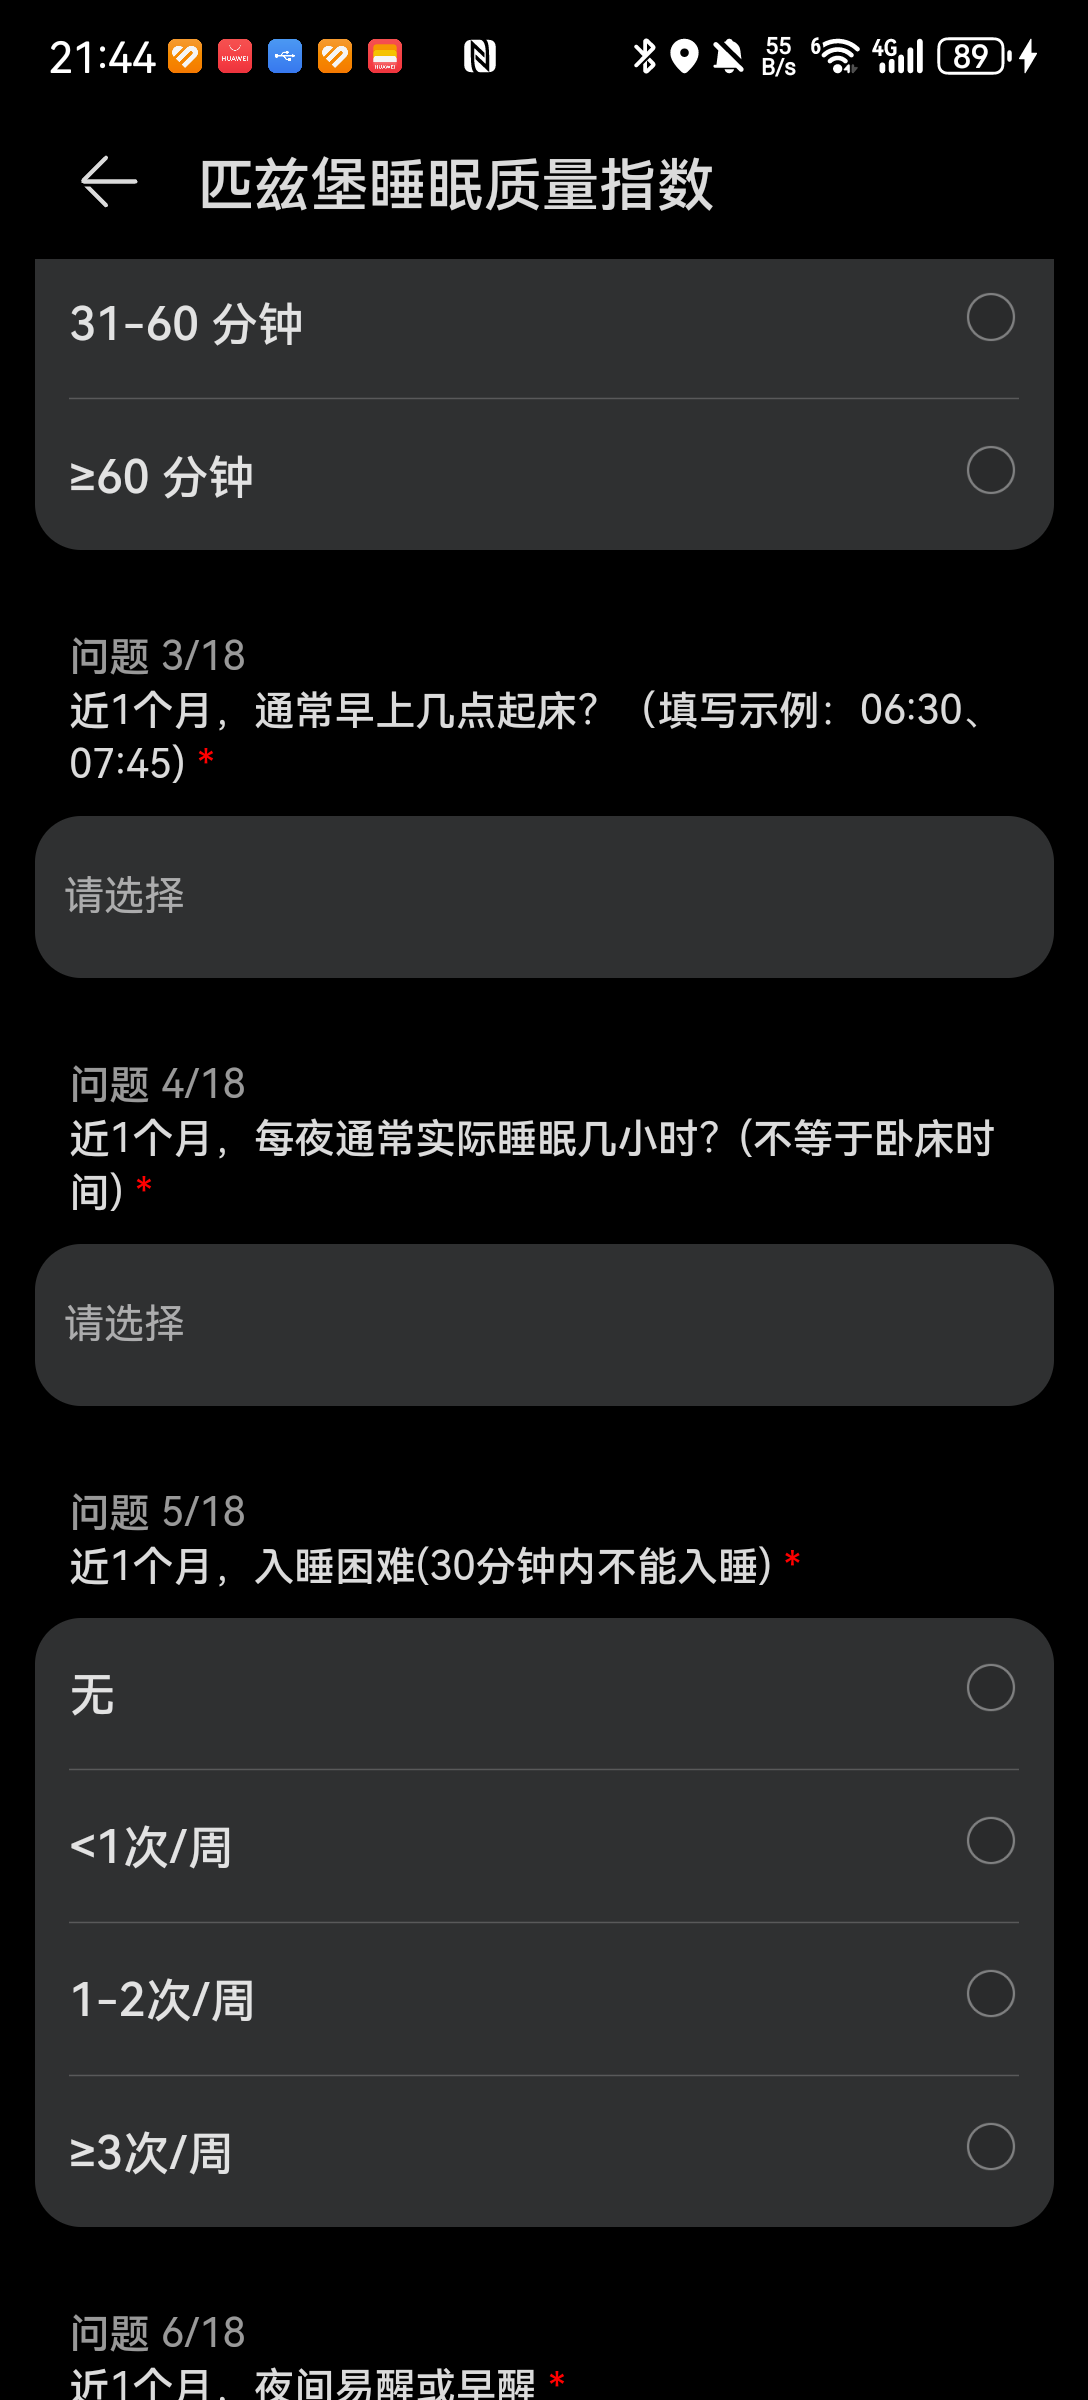 21:44
HUAWEI
HUAWEI
55 B/s
6
4G
89
匹兹堡睡眠质量指数
31-60 分钟
≥60 分钟
问题 3/18
近1个月，通常早上几点起床？（填写示例：06:30、
07:45) *
请选择
问题 4/18
近1个月，每夜通常实际睡眠几小时? (不等于卧床时
间) *
请选择
问题 5/18
近1个月，入睡困难(30分钟内不能入睡) *
无
<1次/周
1-2次/周
≥3次/周
问题 6/18
近1个月，夜间易醒或早醒 *